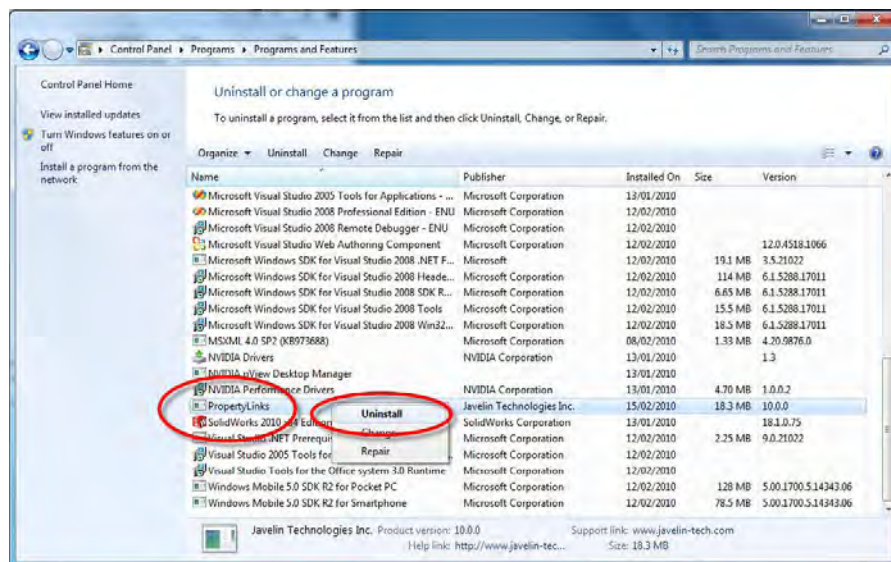 Control Panel ▸ Programs ▸ Programs and Features
Search Programs and Features
Control Panel Home
View installed updates
Turn Windows features on or off
Install a program from the network
Uninstall or change a program
To uninstall a program, select it from the list and then click Uninstall, Change, or Repair.
Organize Uninstall Change Repair
Name Publisher Installed On Size Version
Microsoft Visual Studio 2005 Tools for Applications - ... Microsoft Corporation 13/01/2010
Microsoft Visual Studio 2008 Professional Edition - ENU Microsoft Corporation 12/02/2010
Microsoft Visual Studio 2008 Remote Debugger - ENU Microsoft Corporation 12/02/2010
Microsoft Visual Studio Web Authoring Component Microsoft Corporation 12/02/2010 12.0.4518.1066
Microsoft Windows SDK for Visual Studio 2008 .NET F... Microsoft 12/02/2010 19.1 MB 3.5.21022
Microsoft Windows SDK for Visual Studio 2008 Heade... Microsoft Corporation 12/02/2010 114 MB 6.1.5288.17011
Microsoft Windows SDK for Visual Studio 2008 SDK R... Microsoft Corporation 12/02/2010 6.65 MB 6.1.5288.17011
Microsoft Windows SDK for Visual Studio 2008 Tools Microsoft Corporation 12/02/2010 15.5 MB 6.1.5288.17011
Microsoft Windows SDK for Visual Studio 2008 Win32... Microsoft Corporation 12/02/2010 18.5 MB 6.1.5288.17011
MSXML 4.0 SP2 (KB973688) Microsoft Corporation 08/02/2010 1.33 MB 4.20.9876.0
NVIDIA Drivers NVIDIA Corporation 13/01/2010 1.3
NVIDIA nView Desktop Manager 13/01/2010
NVIDIA Performance Drivers NVIDIA Corporation 13/01/2010 4.70 MB 1.0.0.2
PropertyLinks Javelin Technologies Inc. 15/02/2010 18.3 MB 10.0.0
Uninstall
SolidWorks 2010 x64 Edition SolidWorks Corporation 13/01/2010 18.1.0.75
Change
Visual Studio .NET Prerequi Microsoft Corporation 12/02/2010 2.25 MB 9.0.21022
Repair
Visual Studio 2005 Tools for Microsoft Corporation 12/02/2010
Visual Studio Tools for the Office system 3.0 Runtime Microsoft Corporation 12/02/2010
Windows Mobile 5.0 SDK R2 for Pocket PC Microsoft Corporation 12/02/2010 128 MB 5.00.1700.5.14343.06
Windows Mobile 5.0 SDK R2 for Smartphone Microsoft Corporation 12/02/2010 78.5 MB 5.00.1700.5.14343.06
Javelin Technologies Inc. Product version: 10.0.0 Support link: www.javelin-tech.com
Help link: http://www.javelin-tec... Size: 18.3 MB